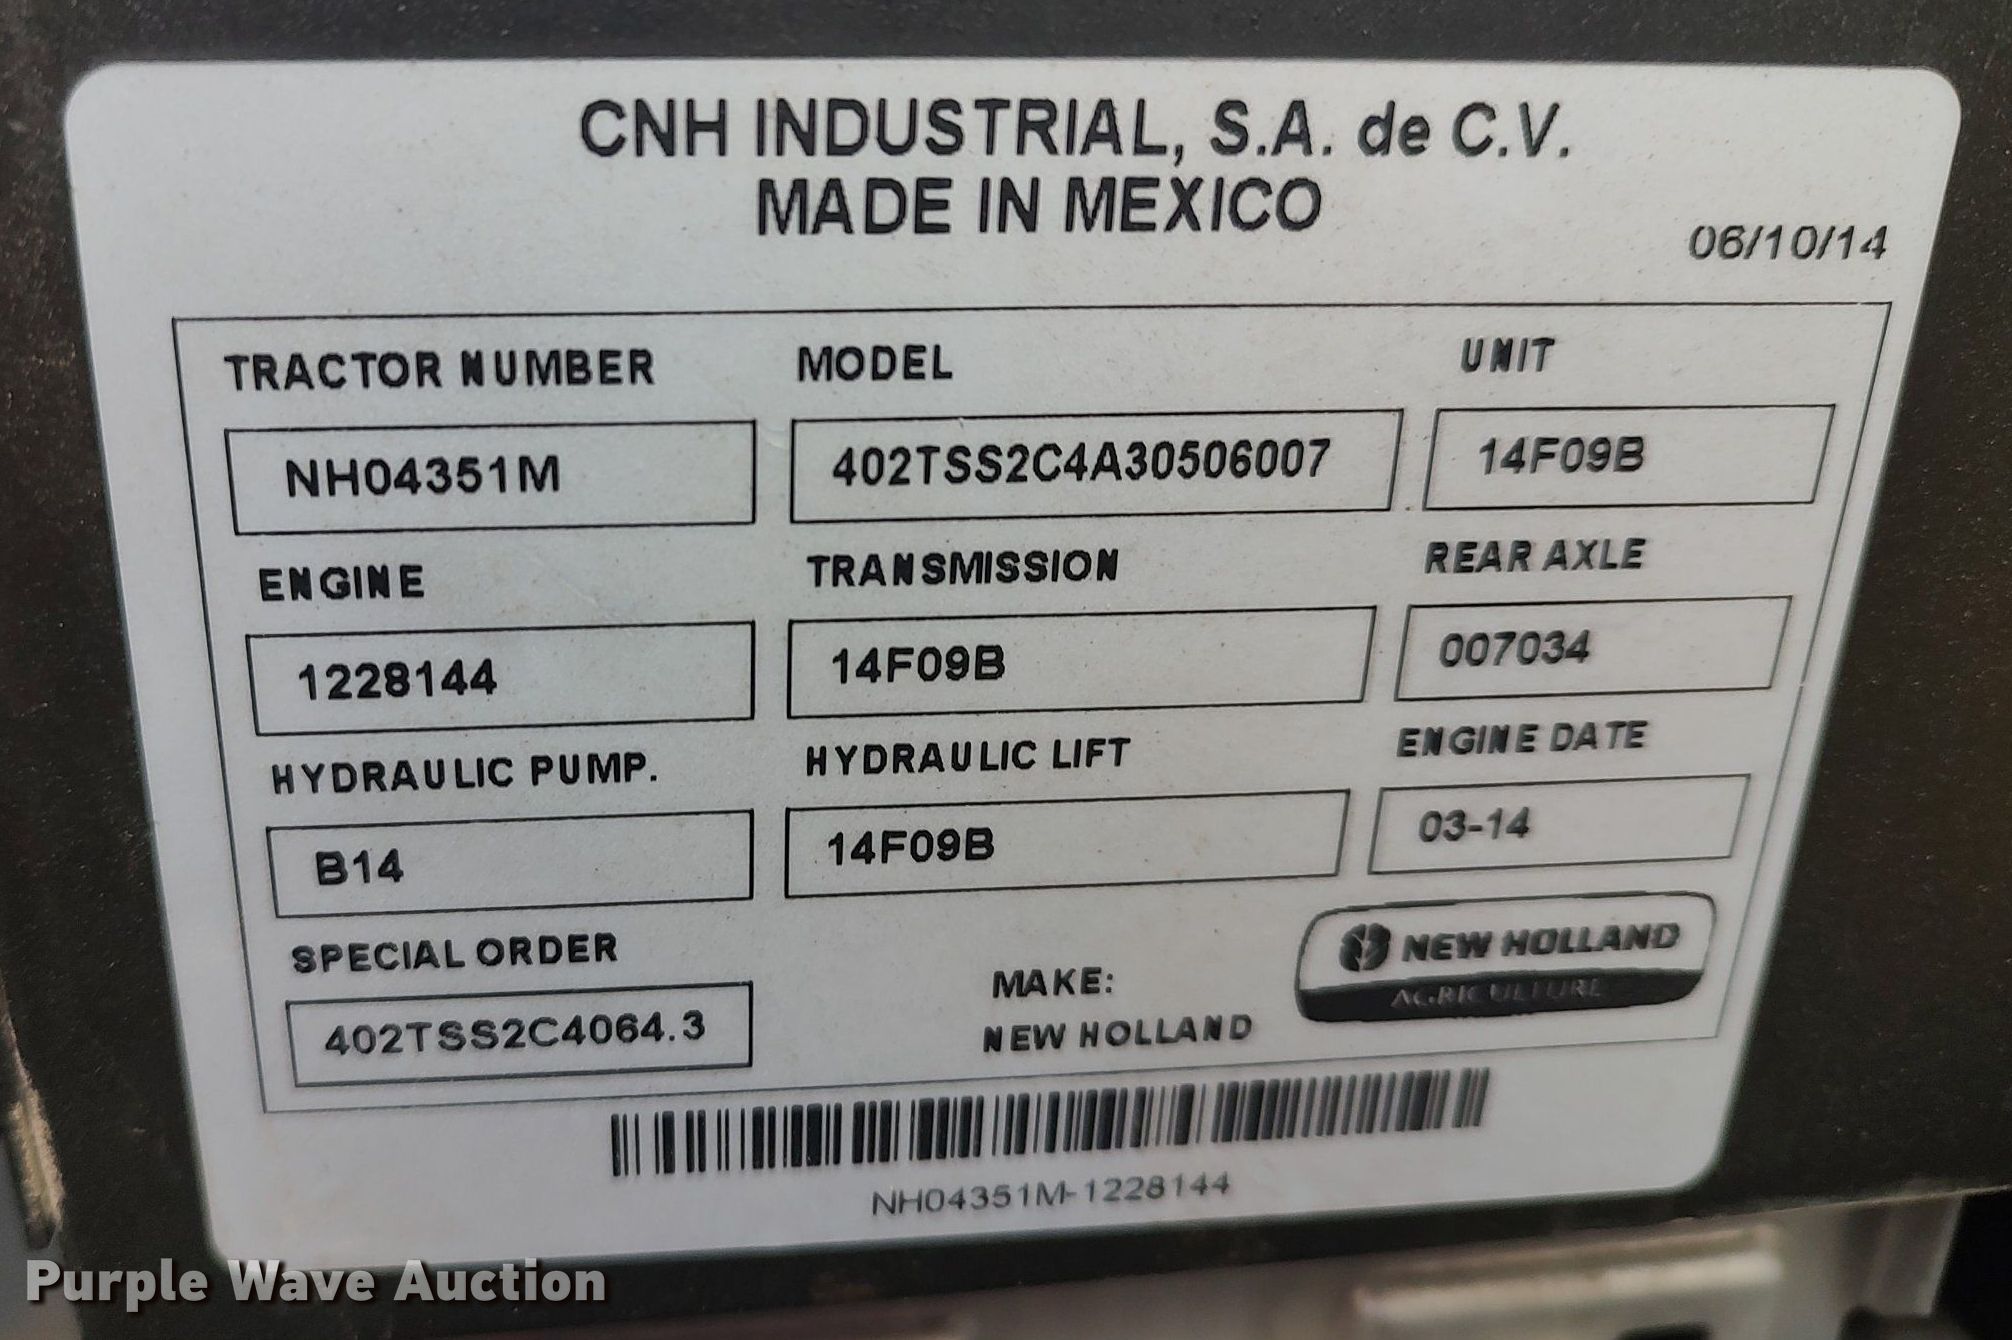 CNH INDUSTRIAL, S.A. de C.V.
MADE IN MEXICO
06/10/14
TRACTOR NUMBER MODEL UNIT
NH04351M 402TSS2C4A30506007 14F09B
ENGINE TRANSMISSION REAR AXLE
1228144 14F09B 007034
HYDRAULIC PUMP. HYDRAULIC LIFT ENGINE DATE
B14 14F09B 03-14
SPECIAL ORDER
402TSS2C4064.3
MAKE:
NEW HOLLAND
NEW HOLLAND
AGRICULTURE
NH04351M-1228144
Purple Wave Auction